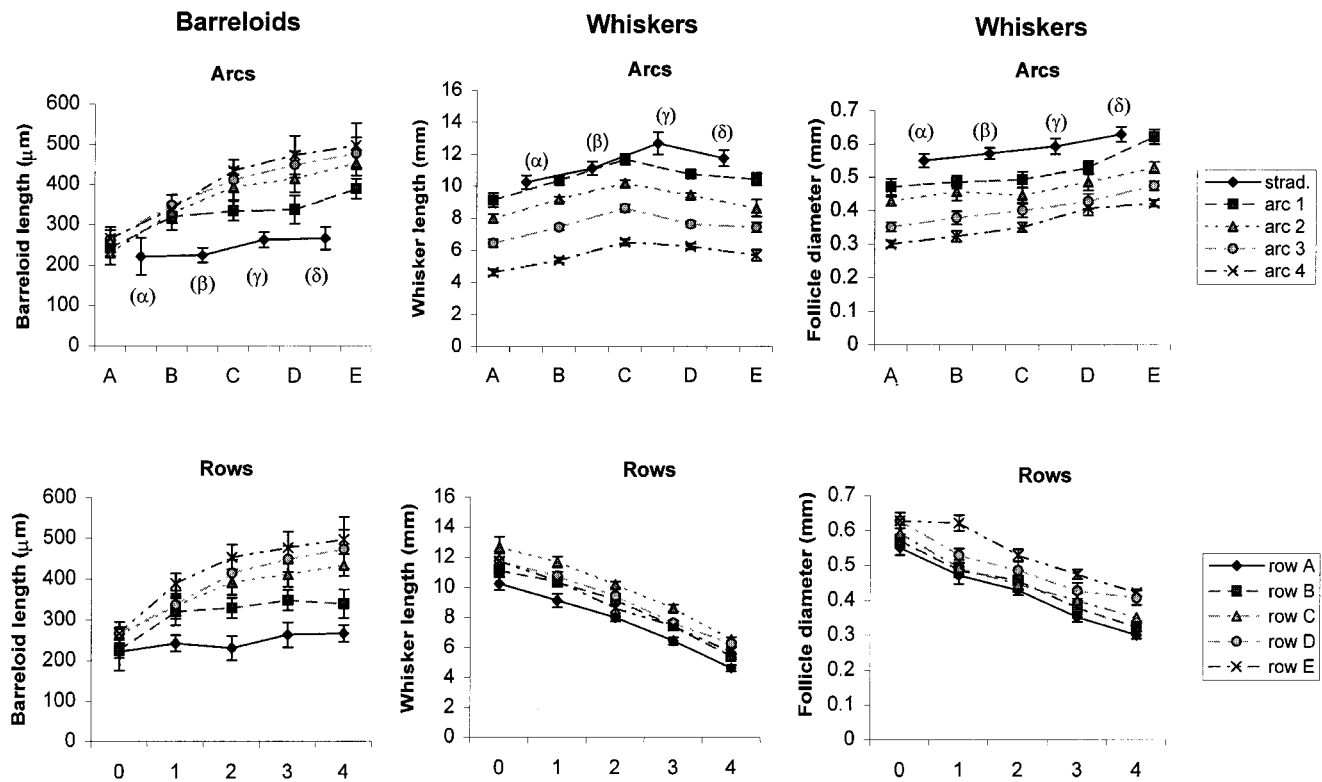 Barreloids
Whiskers
Whiskers
Arcs
Barreloid length (μm)
600
500
400
300
200
100
0
(α)
(β)
(γ)
(δ)
A
B
C
D
E
Arcs
Whisker length (mm)
16
14
12
10
8
6
4
2
0
(α)
(β)
(γ)
(δ)
A
B
C
D
E
Arcs
Follicle diameter (mm)
0.7
0.6
0.5
0.4
0.3
0.2
0.1
0
(α)
(β)
(γ)
(δ)
A
B
C
D
E
strad.
arc 1
arc 2
arc 3
arc 4
Rows
Barreloid length (μm)
600
500
400
300
200
100
0
0
1
2
3
4
Rows
Whisker length (mm)
16
14
12
10
8
6
4
2
0
0
1
2
3
4
Rows
Follicle diameter (mm)
0.7
0.6
0.5
0.4
0.3
0.2
0.1
0
0
1
2
3
4
row A
row B
row C
row D
row E